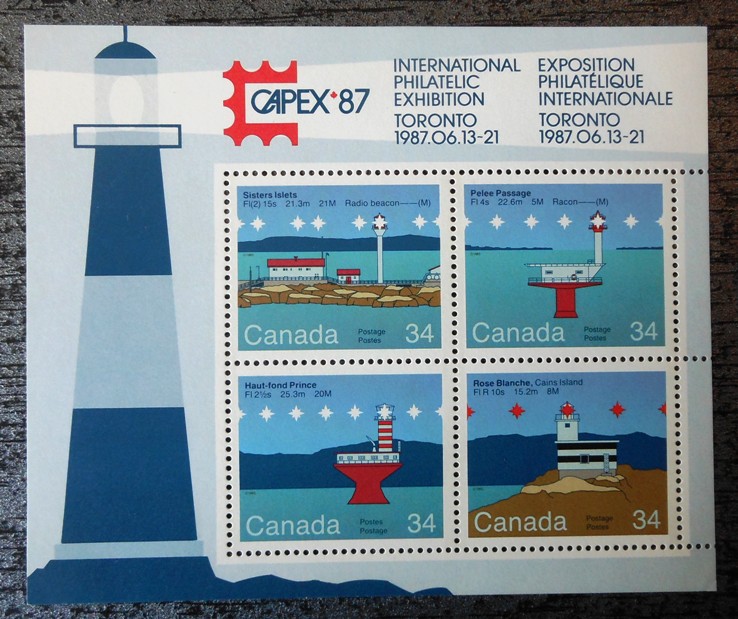 CAPEX 87
INTERNATIONAL
PHILATELIC
EXHIBITION
TORONTO
1987.06.13-21
EXPOSITION
PHILATÉLIQUE
INTERNATIONALE
TORONTO
1987.06.13-21
Sisters Islets
Fl(2) 15s 21.3m 21M Radio beacon——(M)
Canada
Postage
Postes
34
Pelee Passage
Fl 4s 22.6m 5M Racon—(M)
Canada
Postage
Postes
34
Haut-fond Prince
Fl 2½s 25.3m 20M
Canada
Postes
Postage
34
Rose Blanche, Cains Island
Fl R 10s 15.2m 8M
Canada
Postage
Postes
34